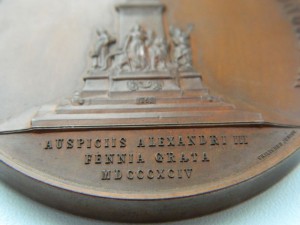 AUSPICIIS ALEXANDRI III
FENNIA GRATA
MDCCCXCIV